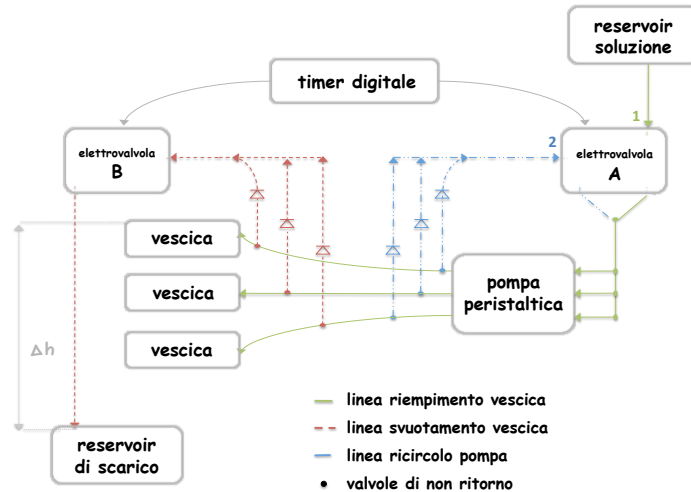 reservoir
soluzione
timer digitale
1
2
elettrovalvola
B
elettrovalvola
A
vescica
vescica
vescica
pompa
peristaltica
Δh
reservoir
di scarico
linea riempimento vescica
linea svuotamento vescica
linea ricircolo pompa
valvole di non ritorno